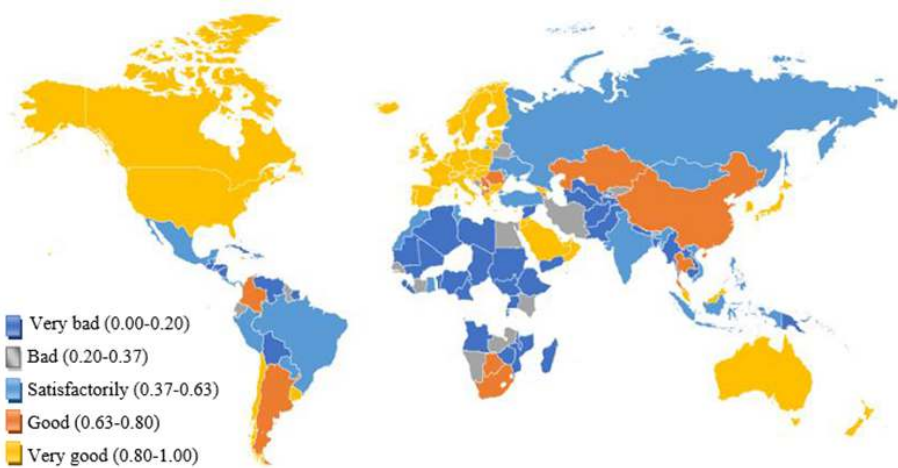 Very bad (0.00-0.20)
Bad (0.20-0.37)
Satisfactorily (0.37-0.63)
Good (0.63-0.80)
Very good (0.80-1.00)